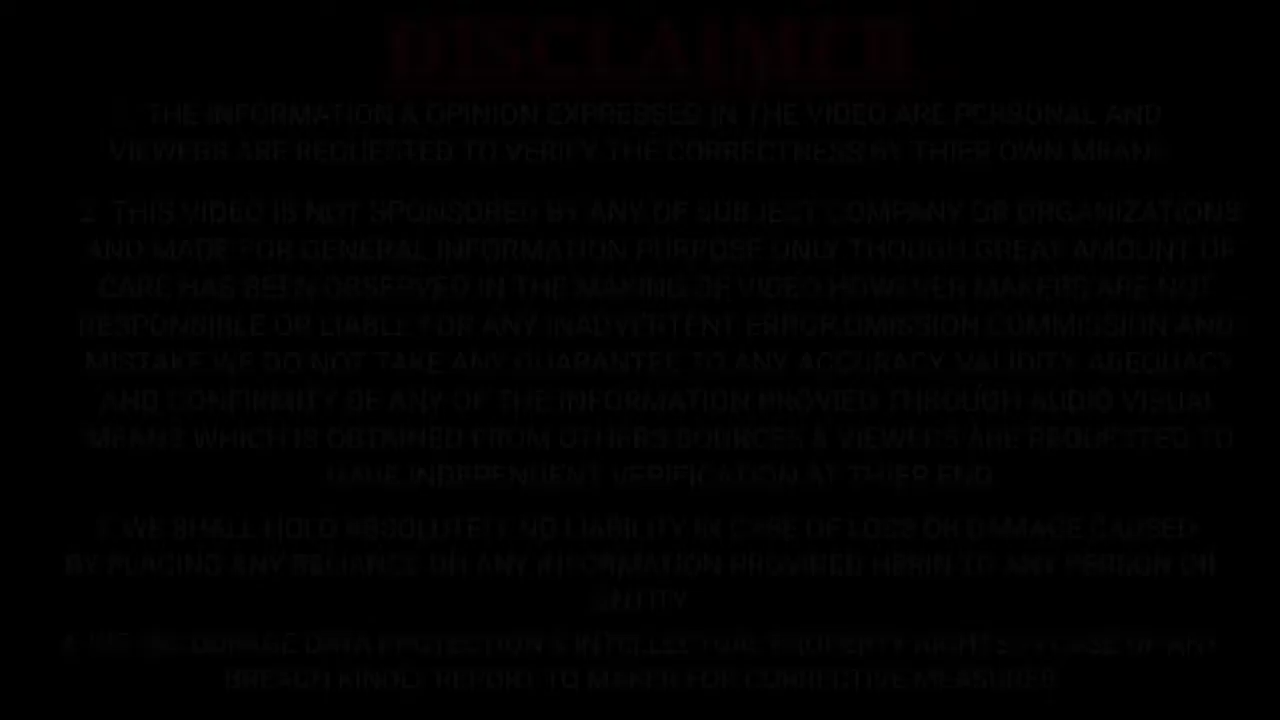 DISCLAIMER
THE INFORMATION & OPINION EXPRESSED IN THE VIDEO ARE PERSONAL AND
VIEWERS ARE REQUESTED TO VERIFY THE CORRECTNESS BY THIER OWN MEANS
2. THIS VIDEO IS NOT SPONSORED BY ANY OF SUBJECT COMPANY OR ORGANIZATIONS
AND MADE FOR GENERAL INFORMATION PURPOSE ONLY THOUGH GREAT AMOUNT OF
CARE HAS BEEN OBSERVED IN THE MAKING OF VIDEO HOWEVER MAKERS ARE NOT
RESPONSIBLE OR LIABLE FOR ANY INADVERTENT ERROR OMISSION COMMISSION AND
MISTAKE WE DO NOT TAKE ANY GUARANTEE TO ANY ACCURACY, VALIDITY, ADEQUACY
AND CONFIRMITY OF ANY OF THE INFORMATION PROVIED THROUGH AUDIO VISUAL
MEANS WHICH IS OBTAINED FROM OTHERS SOURCES & VIEWERS ARE REQUESTED TO
HAVE INDEPENDENT VERIFICATION AT THIER END
WE SHALL HOLD ABSOLUTELY NO LIABILITY IN CASE OF LOSS OR DAMAGE CAUSED
BY PLACING ANY RELIANCE ON ANY INFORMATION PROVIDED HEREIN TO ANY PERSON OR
ENTITY
DATA PROTECTION & INTELLECTUAL PROPERTY RIGHTS CASE OF ANY
BREACH KINDLY REPORT TO MAKER FOR CORRECTIVE MEASURES